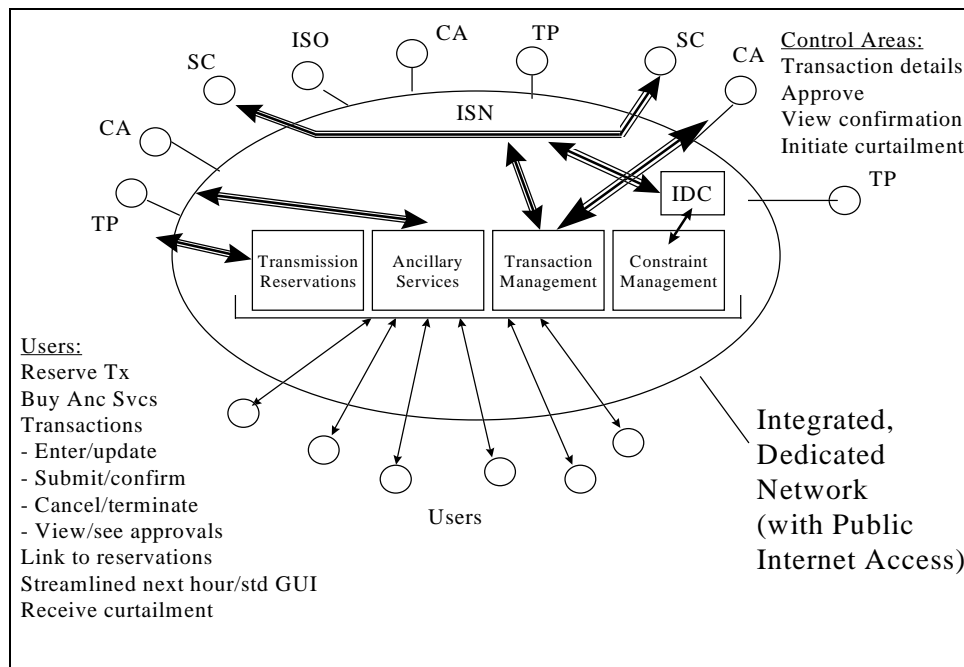 SC
ISO
CA
TP
SC
CA
Control Areas:
Transaction details
Approve
View confirmation
Initiate curtailment
ISN
CA
TP
IDC
TP
Transmission
Reservations
Ancillary
Services
Transaction
Management
Constraint
Management
Users:
Reserve Tx
Buy Anc Svcs
Transactions
- Enter/update
- Submit/confirm
- Cancel/terminate
- View/see approvals
Link to reservations
Streamlined next hour/std GUI
Receive curtailment
Users
Integrated,
Dedicated
Network
(with Public
Internet Access)